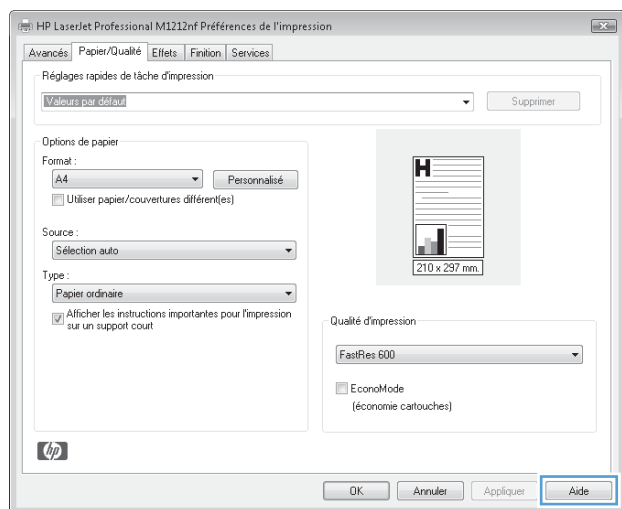 HP LaserJet Professional M1212nf Préférences de l'impression
Avancés Papier/Qualité Effets Finition Services
Réglages rapides de tâche d'impression
Valeurs par défaut
Supprimer
Options de papier
Format :
A4
Personnalisé
Utiliser papier/couvertures différent(es)
Source :
Sélection auto
Type :
Papier ordinaire
Afficher les instructions importantes pour l'impression
sur un support court
H
210 x 297 mm.
Qualité d'impression
FastRes 600
EconoMode
(économie cartouches)
hp
OK Annuler Appliquer Aide